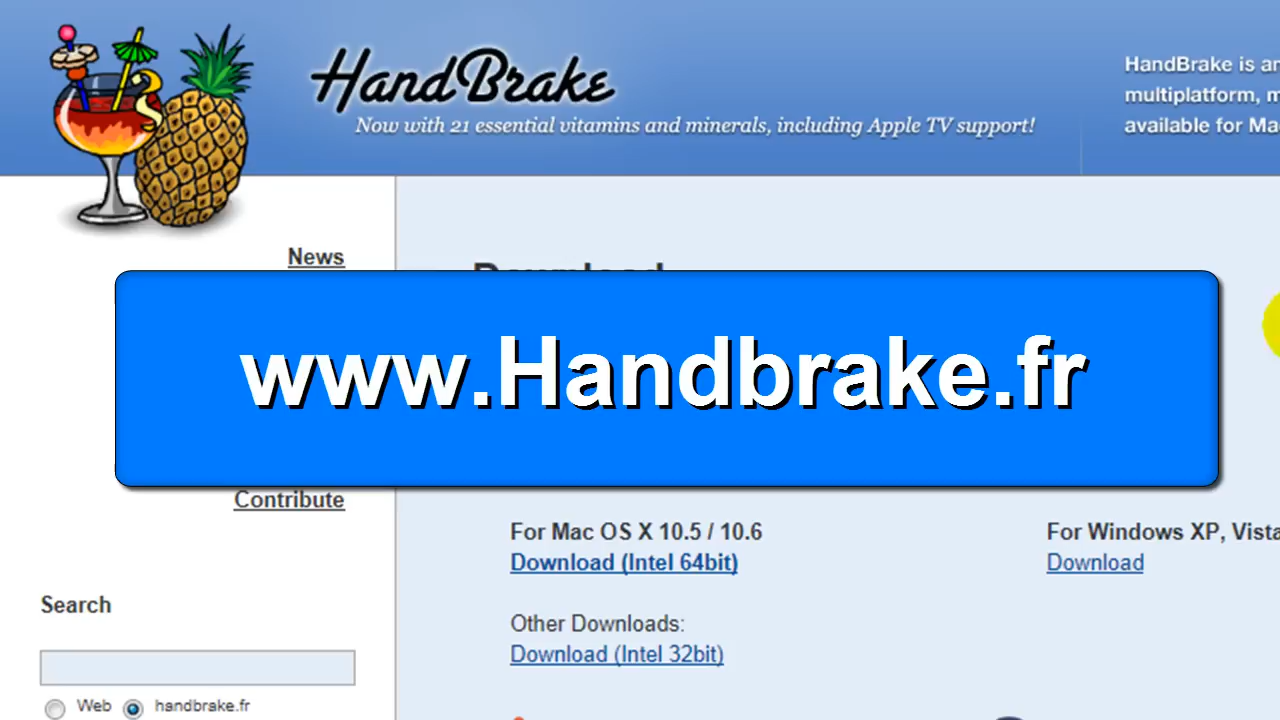 HandBrake
Now with 21 essential vitamins and minerals, including Apple TV support!
HandBrake is an
multiplatform, m
available for Ma
News
Download
www.Handbrake.fr
Contribute
For Mac OS X 10.5 / 10.6
Download (Intel 64bit)
Other Downloads:
Download (Intel 32bit)
For Windows XP, Vista
Download
Search
Web
handbrake.fr